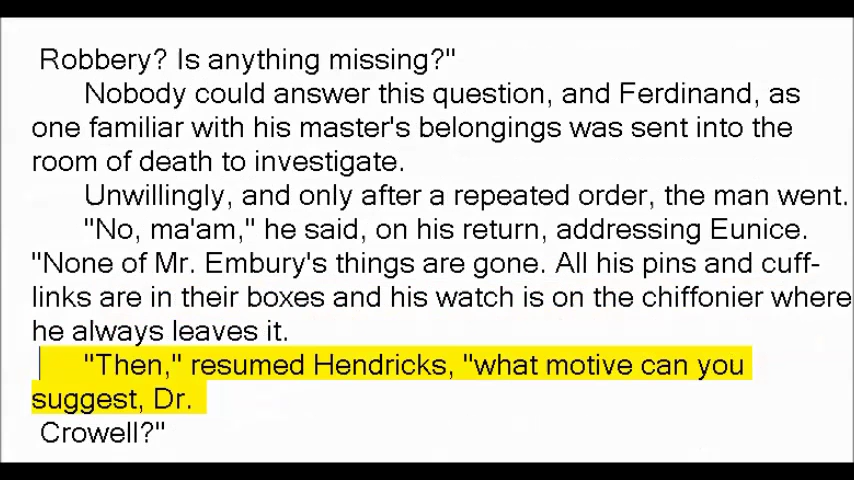 Robbery? Is anything missing?"
Nobody could answer this question, and Ferdinand, as
one familiar with his master's belongings was sent into the
room of death to investigate.
Unwillingly, and only after a repeated order, the man went.
"No, ma'am," he said, on his return, addressing Eunice.
"None of Mr. Embury's things are gone. All his pins and cuff-
links are in their boxes and his watch is on the chiffonier where
he always leaves it.
"Then," resumed Hendricks, "what motive can you
suggest, Dr.
Crowell?"